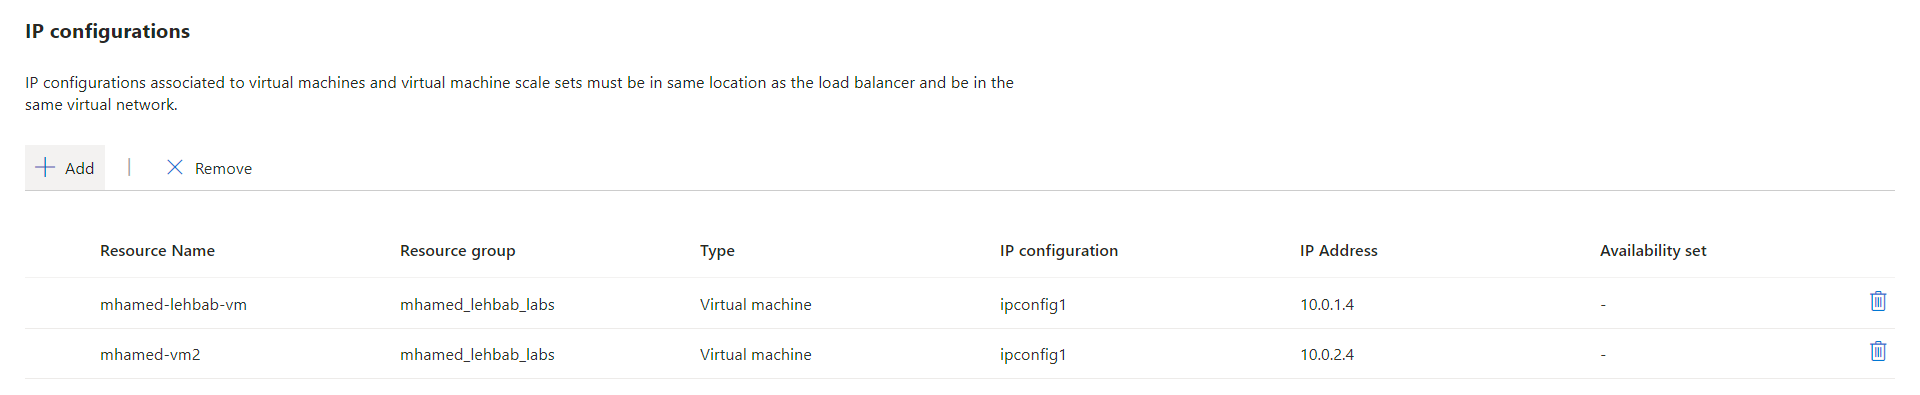 IP configurations
IP configurations associated to virtual machines and virtual machine scale sets must be in same location as the load balancer and be in the
same virtual network.
Add | Remove
Resource Name Resource group Type IP configuration IP Address Availability set
mhamed-lehbab-vm mhamed_lehbab_labs Virtual machine ipconfig1 10.0.1.4 -
mhamed-vm2 mhamed_lehbab_labs Virtual machine ipconfig1 10.0.2.4 -